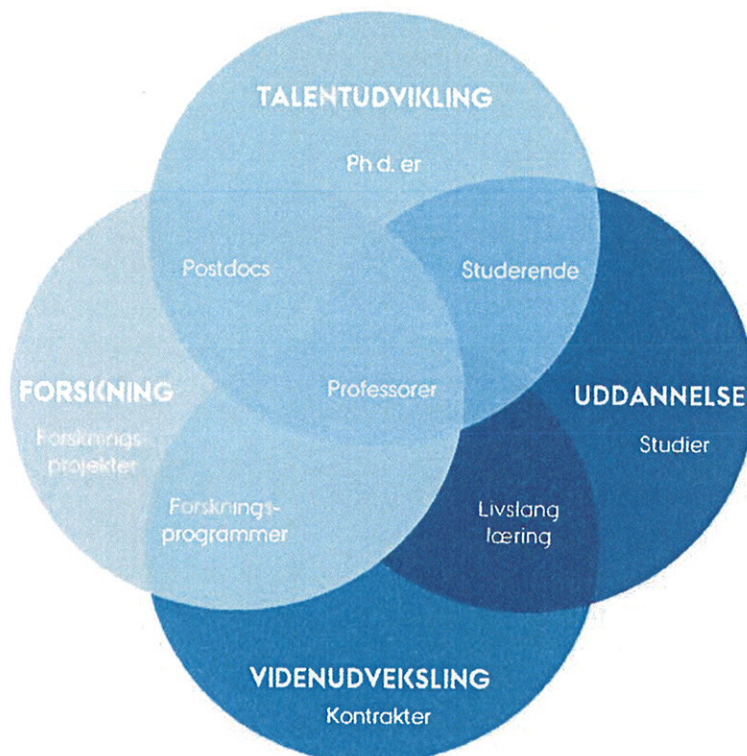 TALENTUDVIKLING
Ph.d.er
Postdocs
Studerende
FORSKNING
Forsknings-
projekter
Professorer
UDDANNELSE
Studier
Forsknings-
programmer
Livslang
læring
VIDENUDVEKSLING
Kontrakter